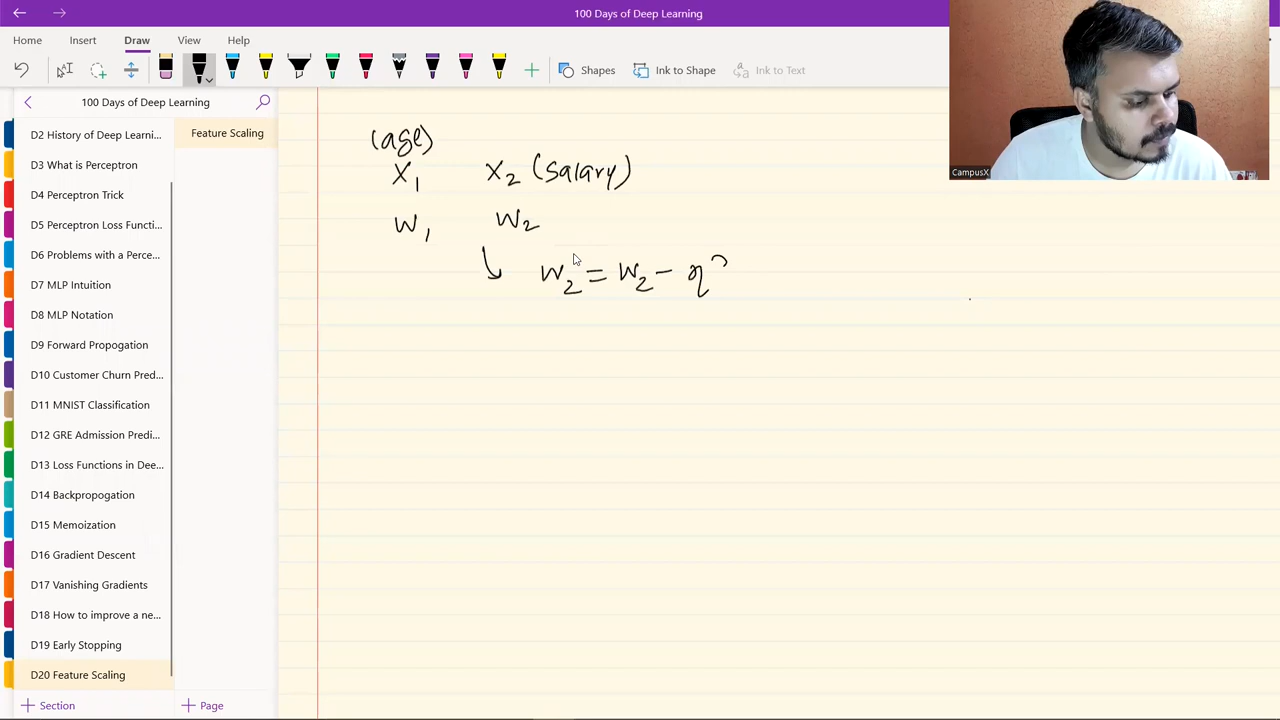 100 Days of Deep Learning
Home Insert Draw View Help
Shapes Ink to Shape Ink to Text
100 Days of Deep Learning
D2 History of Deep Learni...
D3 What is Perceptron
D4 Perceptron Trick
D5 Perceptron Loss Functi...
D6 Problems with a Perce...
D7 MLP Intuition
D8 MLP Notation
D9 Forward Propogation
D10 Customer Churn Pred...
D11 MNIST Classification
D12 GRE Admission Predi...
D13 Loss Functions in Dee...
D14 Backpropogation
D15 Memoization
D16 Gradient Descent
D17 Vanishing Gradients
D18 How to improve a ne...
D19 Early Stopping
D20 Feature Scaling
Section
Feature Scaling
Page
(age)
X₁ X₂ (Salary)
W₁ W₂
W₂ = W₂ - η
CampusX